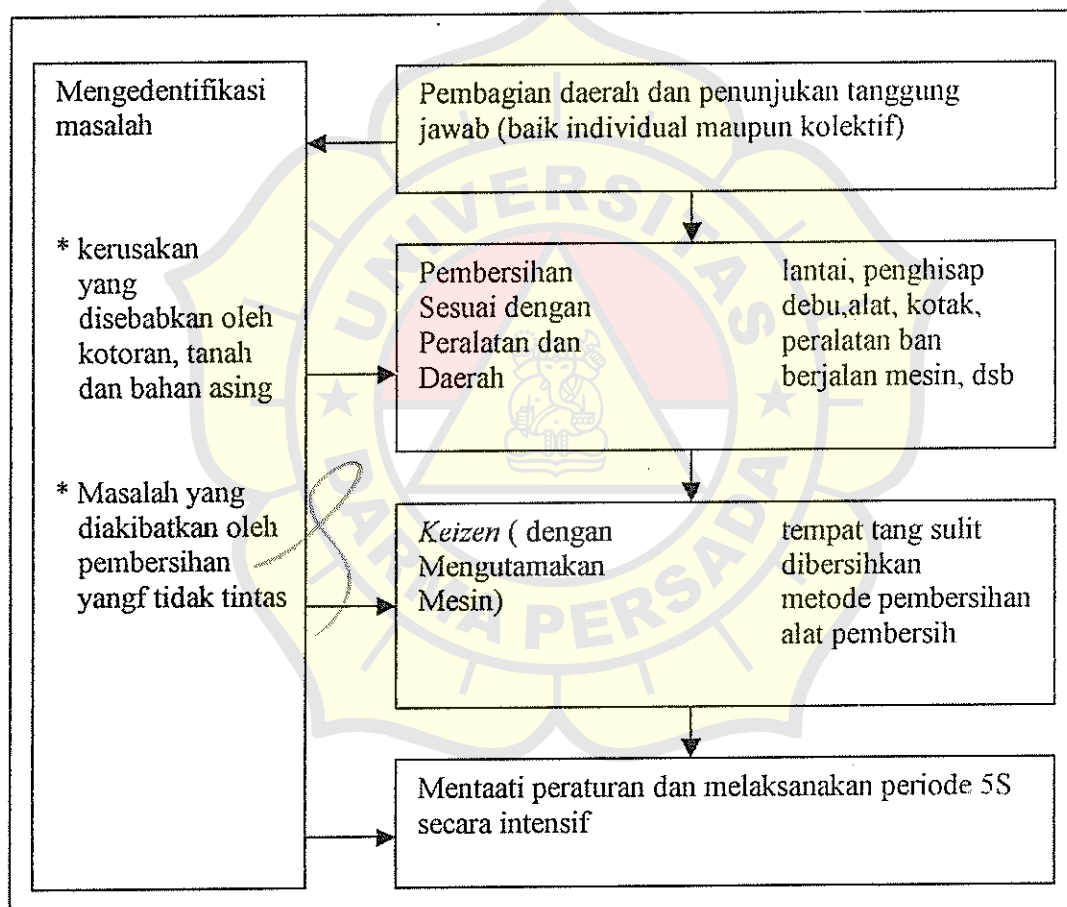 Mengedentifikasi
masalah
* kerusakan
yang
disebabkan oleh
kotoran, tanah
dan bahan asing
* Masalah yang
diakibatkan oleh
pembersihan
yangf tidak tintas
Pembagian daerah dan penunjukan tanggung
jawab (baik individual maupun kolektif)
Pembersihan
Sesuai dengan
Peralatan dan
Daerah
lantai, penghisap
debu,alat, kotak,
peralatan ban
berjalan mesin, dsb
Keizen ( dengan
Mengutamakan
Mesin)
tempat tang sulit
dibersihkan
metode pembersihan
alat pembersih
Mentaati peraturan dan melaksanakan periode 5S
secara intensif
UNIVERSITAS
DARMA PERSADA